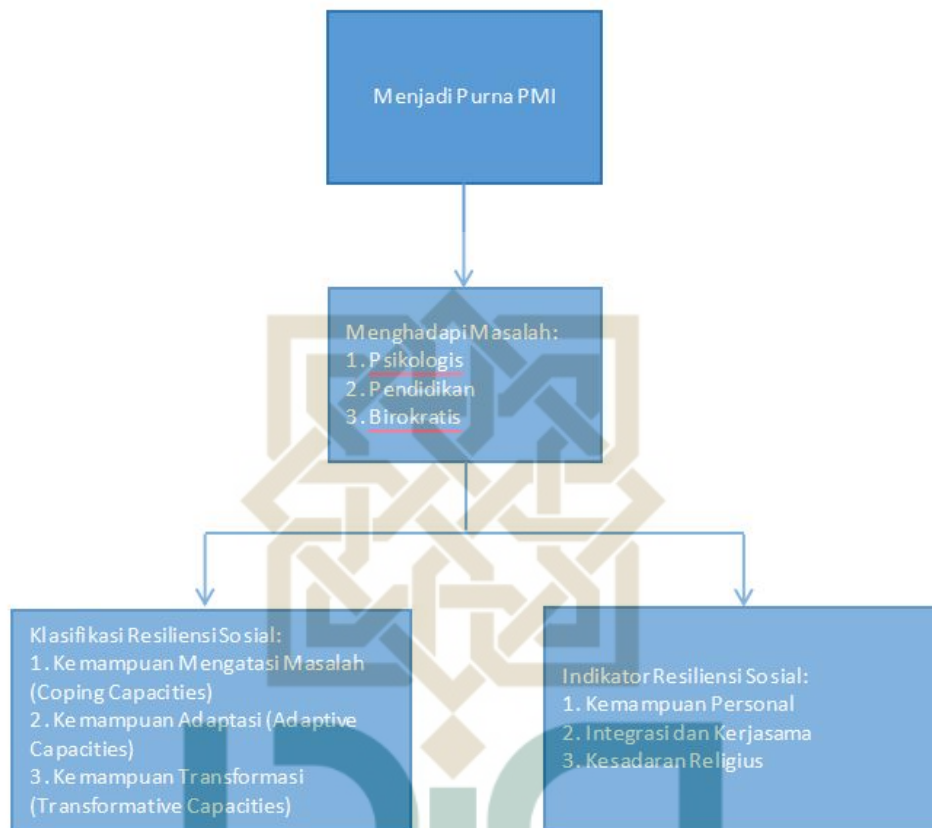 Menjadi Purna PMI
Menghadapi Masalah:
1. Psikologis
2. Pendidikan
3. Birokratis
Klasifikasi Resiliensi Sosial:
1. Kemampuan Mengatasi Masalah
(Coping Capacities)
2. Kemampuan Adaptasi (Adaptive
Capacities)
3. Kemampuan Transformasi
(Transformative Capacities)
Indikator Resiliensi Sosial:
1. Kemampuan Personal
2. Integrasi dan Kerjasama
3. Kesadaran Religius